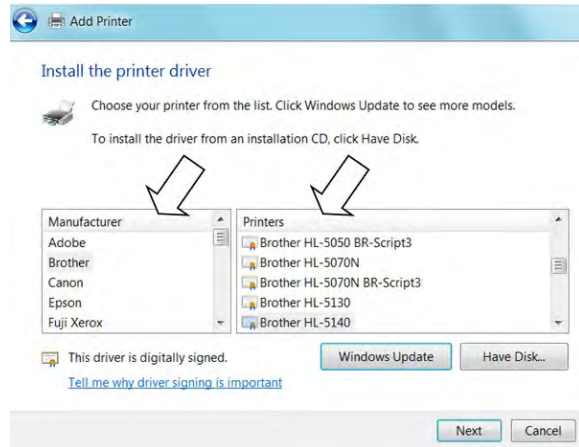 Add Printer
Install the printer driver
Choose your printer from the list. Click Windows Update to see more models.
To install the driver from an installation CD, click Have Disk.
Manufacturer
Adobe
Brother
Canon
Epson
Fuji Xerox
Printers
Brother HL-5050 BR-Script3
Brother HL-5070N
Brother HL-5070N BR-Script3
Brother HL-5130
Brother HL-5140
This driver is digitally signed.
Tell me why driver signing is important
Windows Update
Have Disk...
Next
Cancel